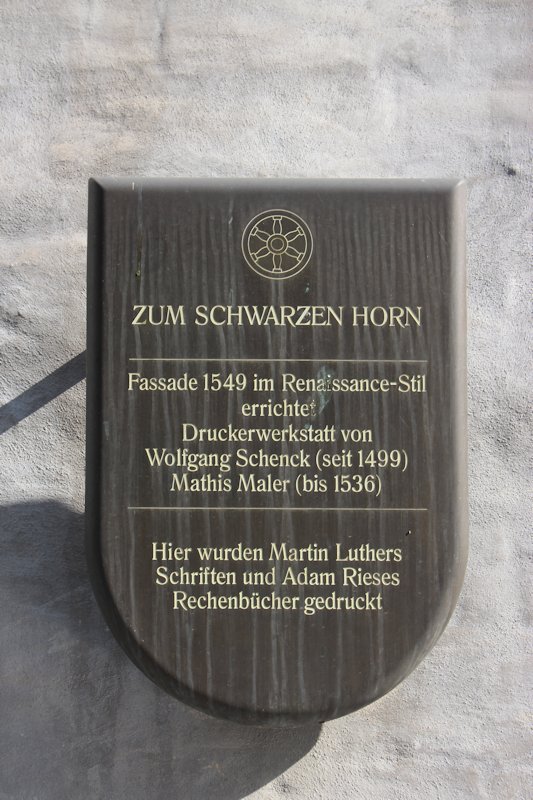 ZUM SCHWARZEN HORN
Fassade 1549 im Renaissance-Stil
errichtet
Druckerwerkstatt von
Wolfgang Schenck (seit 1499)
Mathis Maler (bis 1536)
Hier wurden Martin Luthers
Schriften und Adam Rieses
Rechenbücher gedruckt